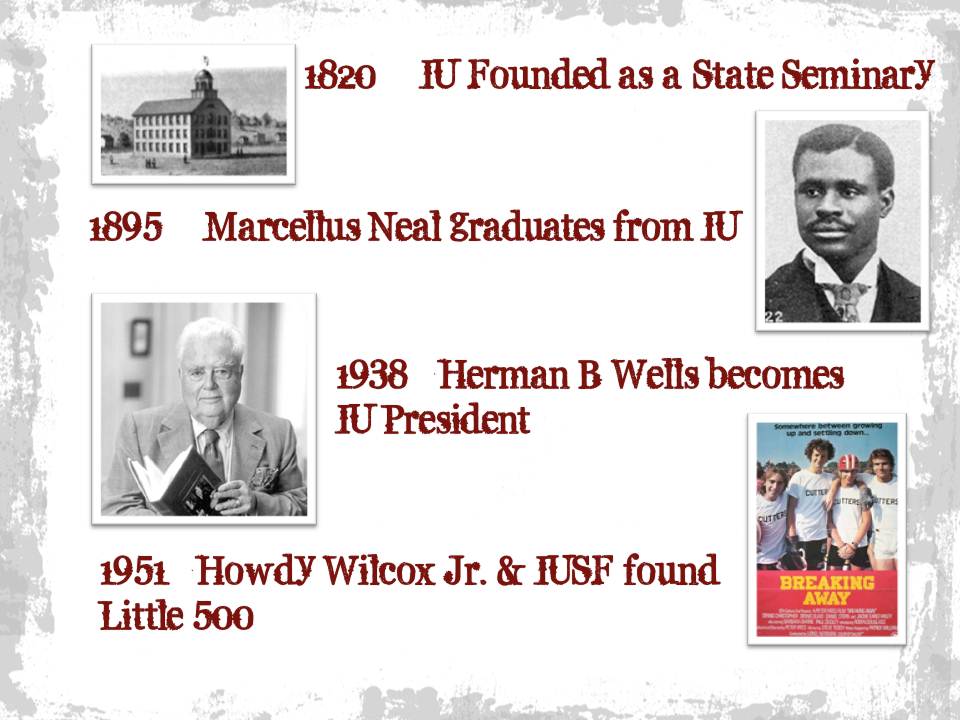 1820 IU Founded as a State Seminary
22
1895 Marcellus Neal graduates from IU
1938 Herman B Wells becomes
IU President
Somewhere between growing
up and settling down...
CUTTERS
CUTTERS
CUTTERS
CUTTERS
BREAKING
AWAY
1951 Howdy Wilcox Jr. & IUSF found
Little 500